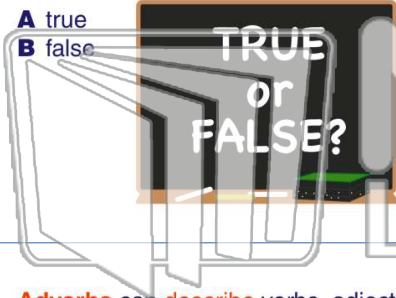 A true
B false
TRUE
or
FALSE?
Adverbs can describe verbs, adject